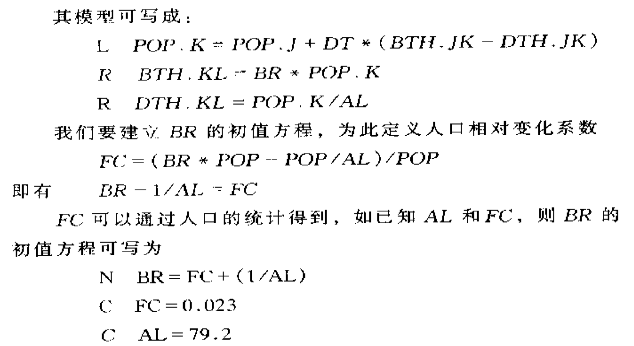 其模型可写成：
L POP.K = POP.J + DT * (BTH.JK - DTH.JK)
R BTH.KL = BR * POP.K
R DTH.KL = POP.K/AL
我们要建立 BR 的初值方程，为此定义人口相对变化系数
FC = (BR * POP - POP/AL)/POP
即有 BR - 1/AL = FC
FC 可以通过人口的统计得到，如已知 AL 和FC，则 BR 的
初值方程可写为
N BR = FC + (1/AL)
C FC = 0.023
C AL = 79.2